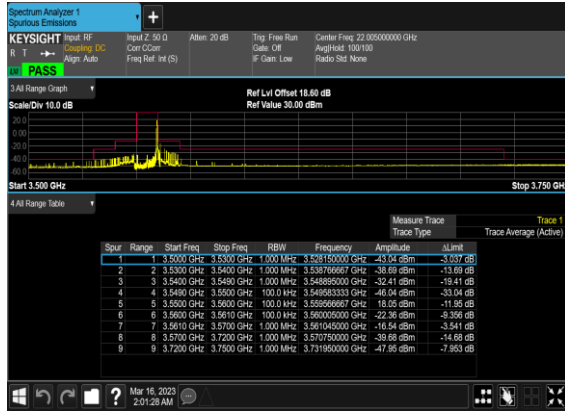 Spectrum Analyzer 1
Spurious Emissions
KEYSIGHT Input: RF Input Z: 50 Ω Atten: 20 dB Trig: Free Run Center Freq: 22.005000000 GHz
R T Coupling: DC Corr CCorr Gate: Off Avg|Hold: 100/100
Align: Auto Freq Ref: Int (S) IF Gain: Low Radio Std: None
PASS
3 All Range Graph
Ref Lvl Offset 18.60 dB
Scale/Div 10.0 dB Ref Value 30.00 dBm
20.0
0.00
-20.0
-40.0
-60.0
Start 3.500 GHz Stop 3.750 GH
4 All Range Table
Measure Trace Trace 1
Trace Type Trace Average (Active)
Spur Range Start Freq Stop Freq RBW Frequency Amplitude ΔLimit
1 1 3.5000 GHz 3.5300 GHz 1.000 MHz 3.528150000 GHz -43.04 dBm -3.037 dB
2 2 3.5300 GHz 3.5400 GHz 1.000 MHz 3.538766667 GHz -38.69 dBm -13.69 dB
3 3 3.5400 GHz 3.5490 GHz 1.000 MHz 3.548895000 GHz -32.41 dBm -19.41 dB
4 4 3.5490 GHz 3.5500 GHz 100.0 kHz 3.549583333 GHz -46.04 dBm -33.04 dB
5 5 3.5500 GHz 3.5600 GHz 100.0 kHz 3.559566667 GHz 18.05 dBm -11.95 dB
6 6 3.5600 GHz 3.5610 GHz 100.0 kHz 3.560005000 GHz -22.36 dBm -9.356 dB
7 7 3.5610 GHz 3.5700 GHz 1.000 MHz 3.561045000 GHz -16.54 dBm -3.541 dB
8 8 3.5700 GHz 3.7200 GHz 1.000 MHz 3.570750000 GHz -39.68 dBm -14.68 dB
9 9 3.7200 GHz 3.7500 GHz 1.000 MHz 3.731950000 GHz -47.95 dBm -7.953 dB
Mar 16, 2023
2:01:28 AM